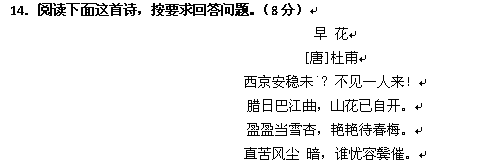 14. 阅读下面这首诗，按要求回答问题。（8 分）
早 花
[唐]杜甫
西京安稳未？不见一人来！
腊日巴江曲，山花已自开。
盈盈当雪杏，艳艳待春梅。
直苦风尘 暗，谁忧容鬓催。